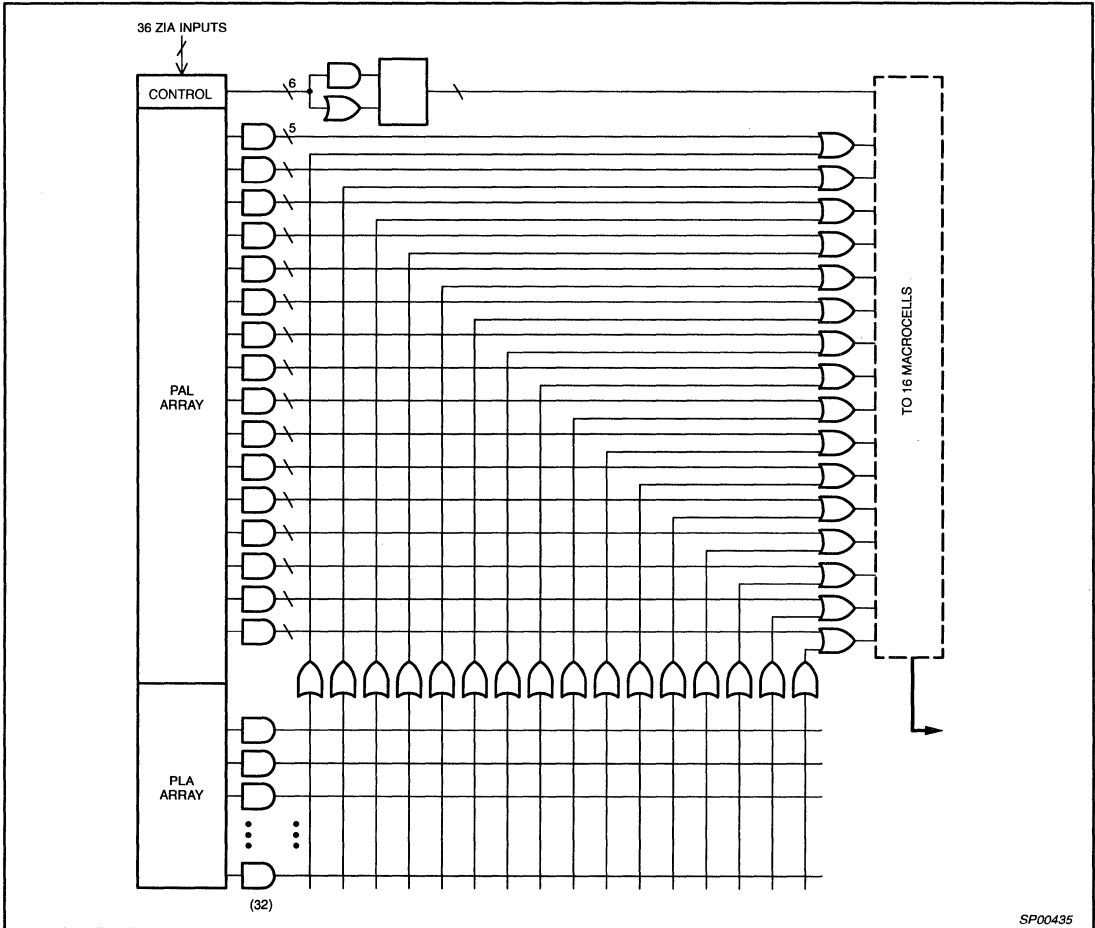 36 ZIA INPUTS
CONTROL
6
5
PAL
ARRAY
TO 16 MACROCELLS
PLA
ARRAY
(32)
SP00435